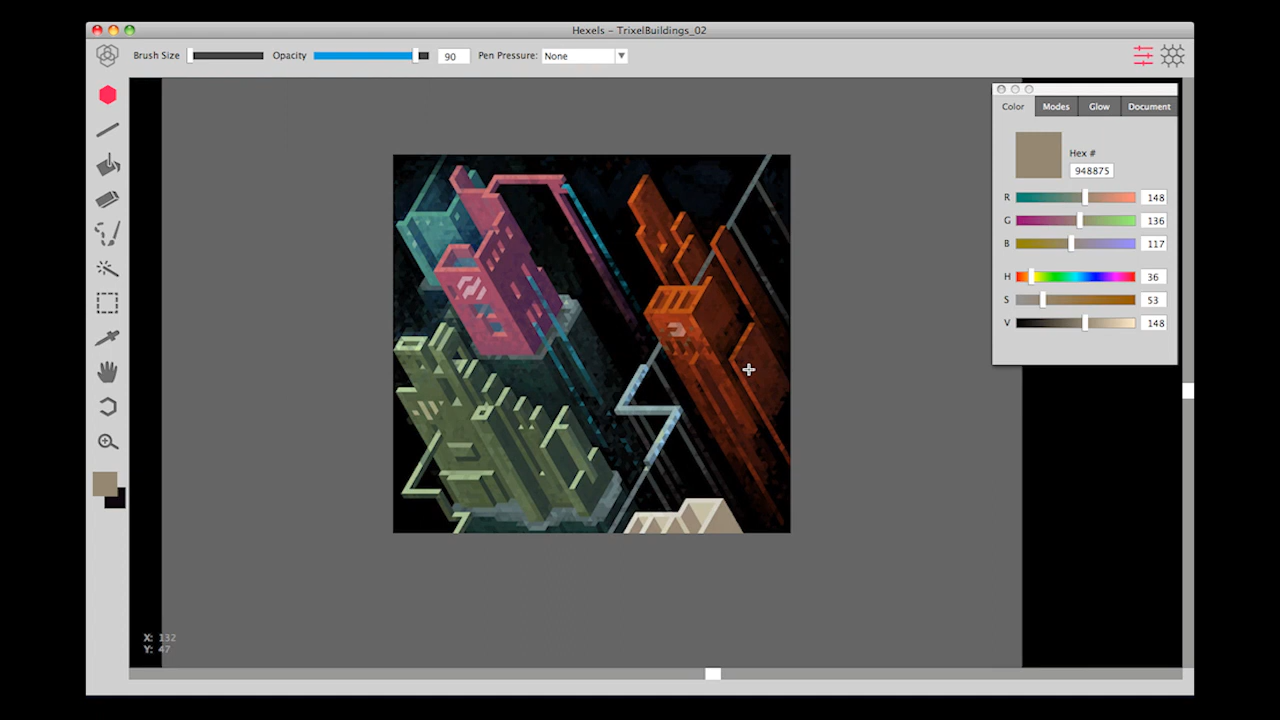 Hexels – TrixelBuildings_02
Brush Size
Opacity
90
Pen Pressure:
None
Color
Modes
Glow
Document
Hex #
948875
R
148
G
136
B
117
H
36
S
53
V
148
X: 132
Y: 47